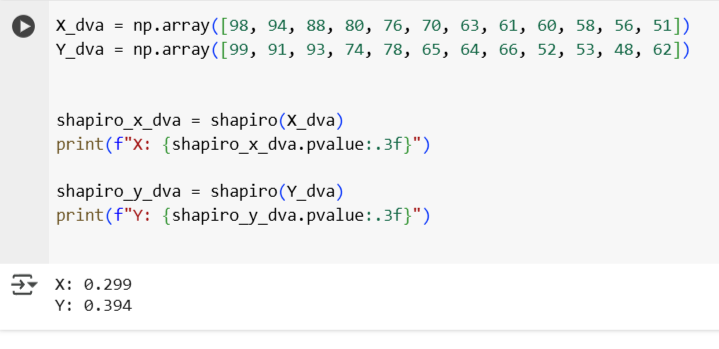 X_dva = np.array([98, 94, 88, 80, 76, 70, 63, 61, 60, 58, 56, 51])
Y_dva = np.array([99, 91, 93, 74, 78, 65, 64, 66, 52, 53, 48, 62])
shapiro_x_dva = shapiro(X_dva)
print(f"X: {shapiro_x_dva.pvalue:.3f}")
shapiro_y_dva = shapiro(Y_dva)
print(f"Y: {shapiro_y_dva.pvalue:.3f}")
X: 0.299
Y: 0.394